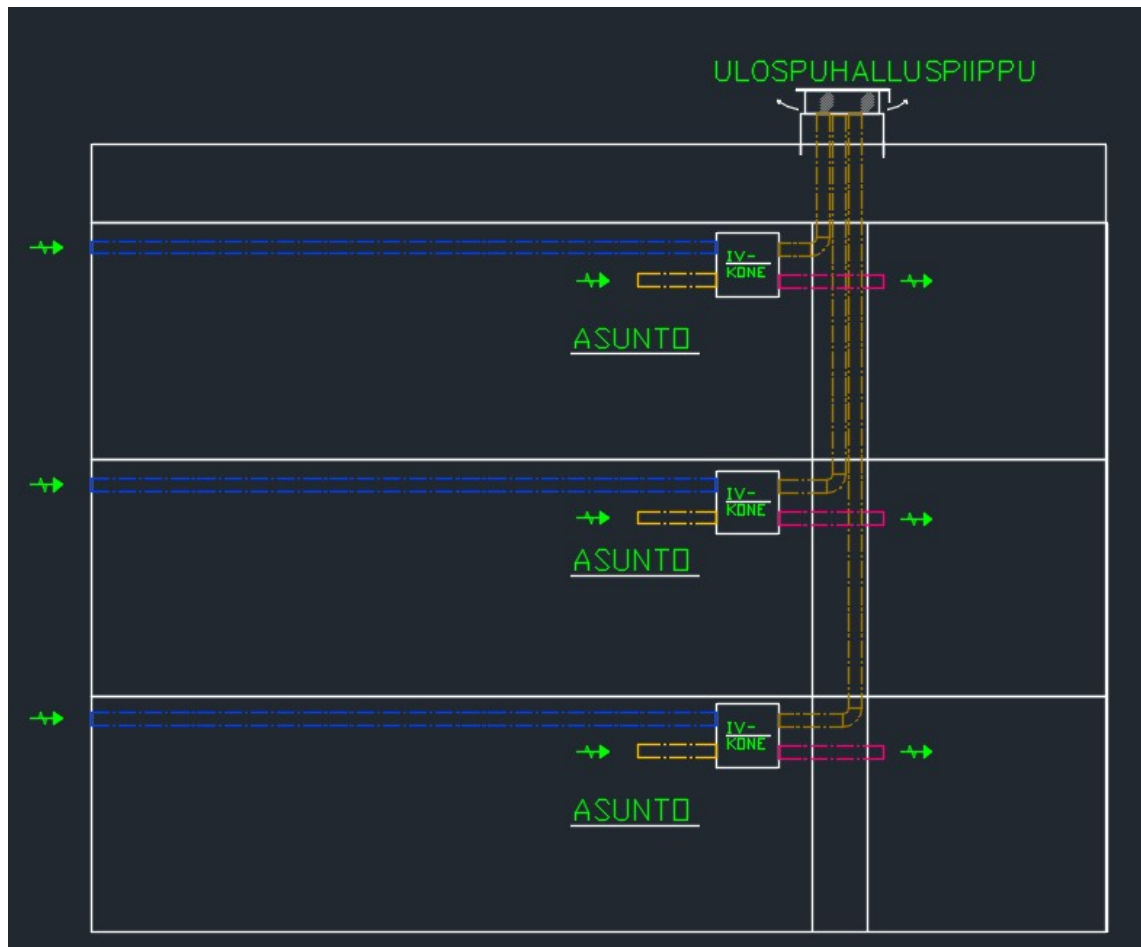 ULOSPUHALLUSPIIPPU
IV-
KONE
ASUNTO
IV-
KONE
ASUNTO
IV-
KONE
ASUNTO